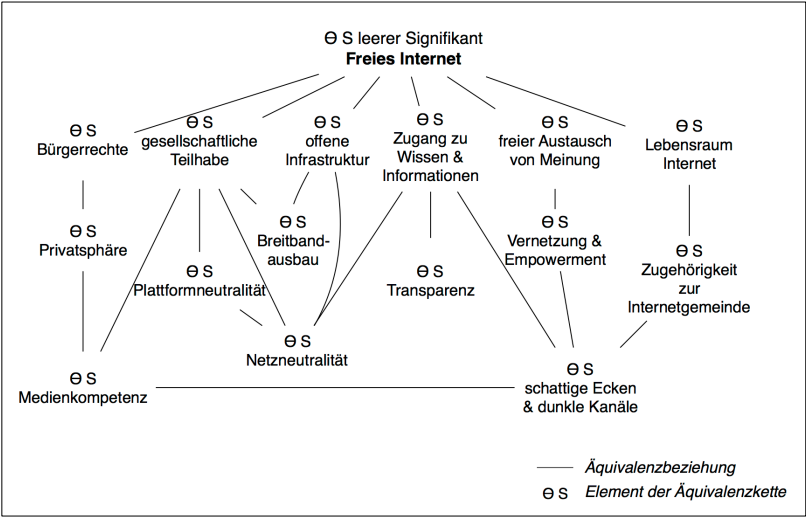 Ɵ S leerer Signifikant
Freies Internet
Ɵ S
Bürgerrechte
Ɵ S
gesellschaftliche
Teilhabe
Ɵ S
offene
Infrastruktur
Ɵ S
Zugang zu
Wissen &
Informationen
Ɵ S
freier Austausch
von Meinung
Ɵ S
Lebensraum
Internet
Ɵ S
Privatsphäre
Ɵ S
Breitband-
ausbau
Ɵ S
Vernetzung &
Empowerment
Ɵ S
Plattformneutralität
Ɵ S
Transparenz
Ɵ S
Zugehörigkeit
zur
Internetgemeinde
Ɵ S
Netzneutralität
Ɵ S
Medienkompetenz
Ɵ S
schattige Ecken
& dunkle Kanäle
Äquivalenzbeziehung
Ɵ S Element der Äquivalenzkette